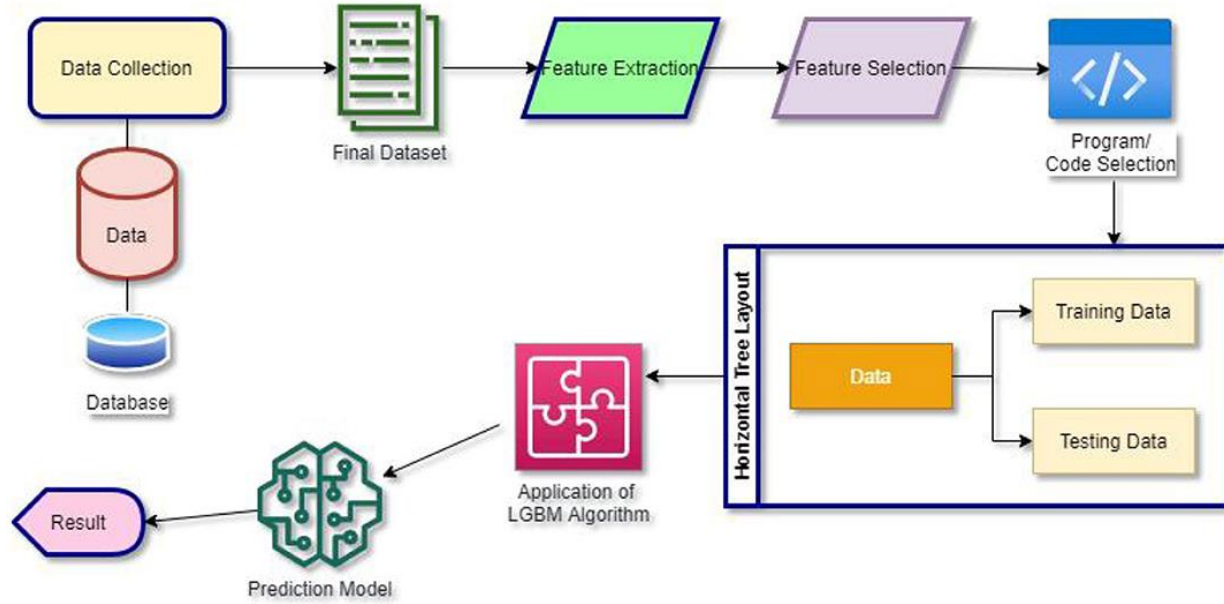 Data Collection
Final Dataset
Feature Extraction
Feature Selection
Program/
Code Selection
Data
Database
Horizontal Tree Layout
Data
Training Data
Testing Data
Application of
LGBM Algorithm
Prediction Model
Result